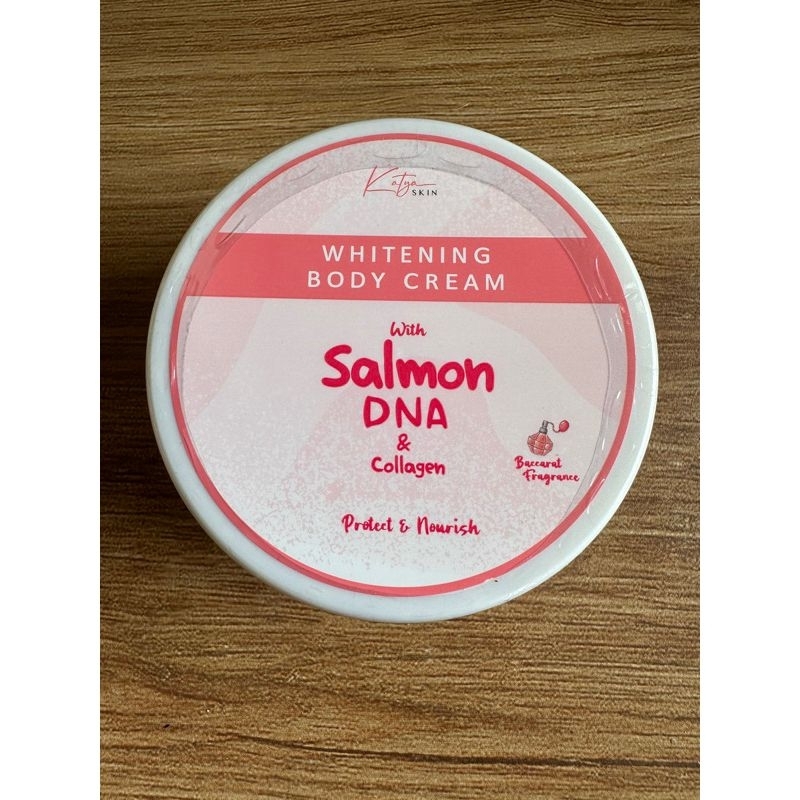 Katya
SKIN
WHITENING
BODY CREAM
With
Salmon
DNA
&
Collagen
Baccarat
Fragrance
Protect & Nourish